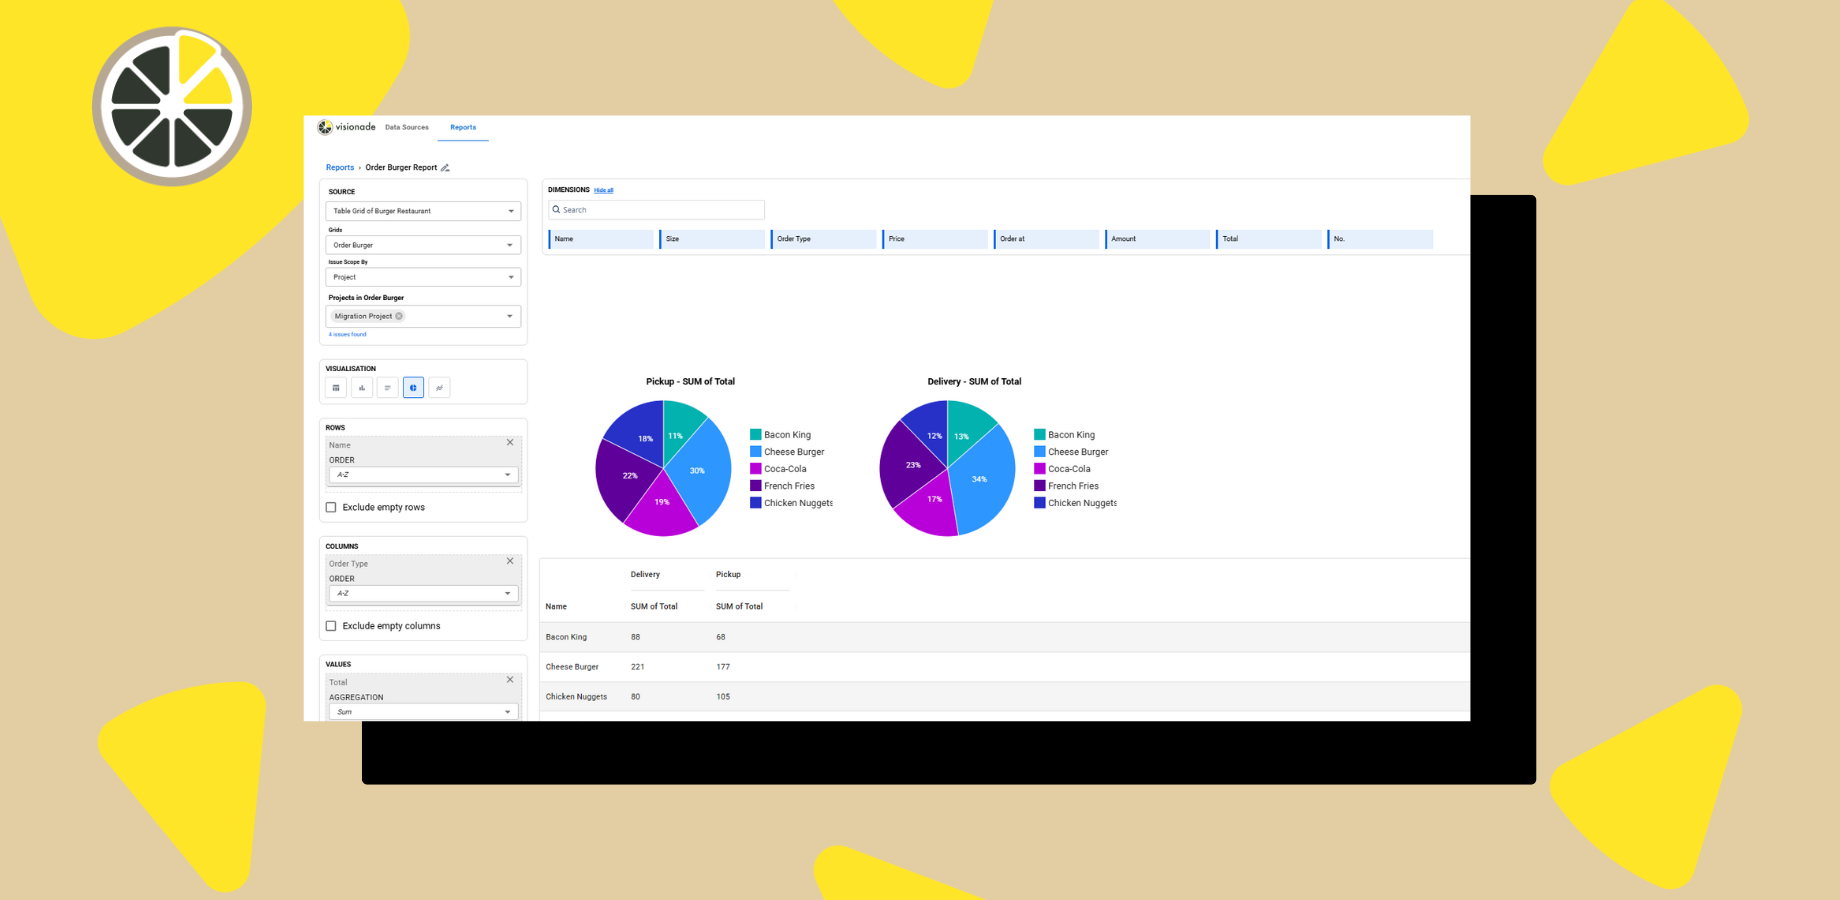 visionade Data Sources Reports
Reports › Order Burger Report
SOURCE
Table Grid of Burger Restaurant
Grids
Order Burger
Issue Scope By
Project
Projects in Order Burger
Migration Project
4 issues found
VISUALISATION
ROWS
Name
ORDER
A-Z
Exclude empty rows
COLUMNS
Order Type
ORDER
A-Z
Exclude empty columns
VALUES
Total
AGGREGATION
Sum
DIMENSIONS Hide all
Search
Name Size Order Type Price Order at Amount Total No.
Pickup - SUM of Total
11%
30%
19%
22%
18%
Bacon King
Cheese Burger
Coca-Cola
French Fries
Chicken Nuggets
Delivery - SUM of Total
13%
34%
17%
23%
12%
Bacon King
Cheese Burger
Coca-Cola
French Fries
Chicken Nuggets
Delivery Pickup
Name SUM of Total SUM of Total
Bacon King 88 68
Cheese Burger 221 177
Chicken Nuggets 80 105